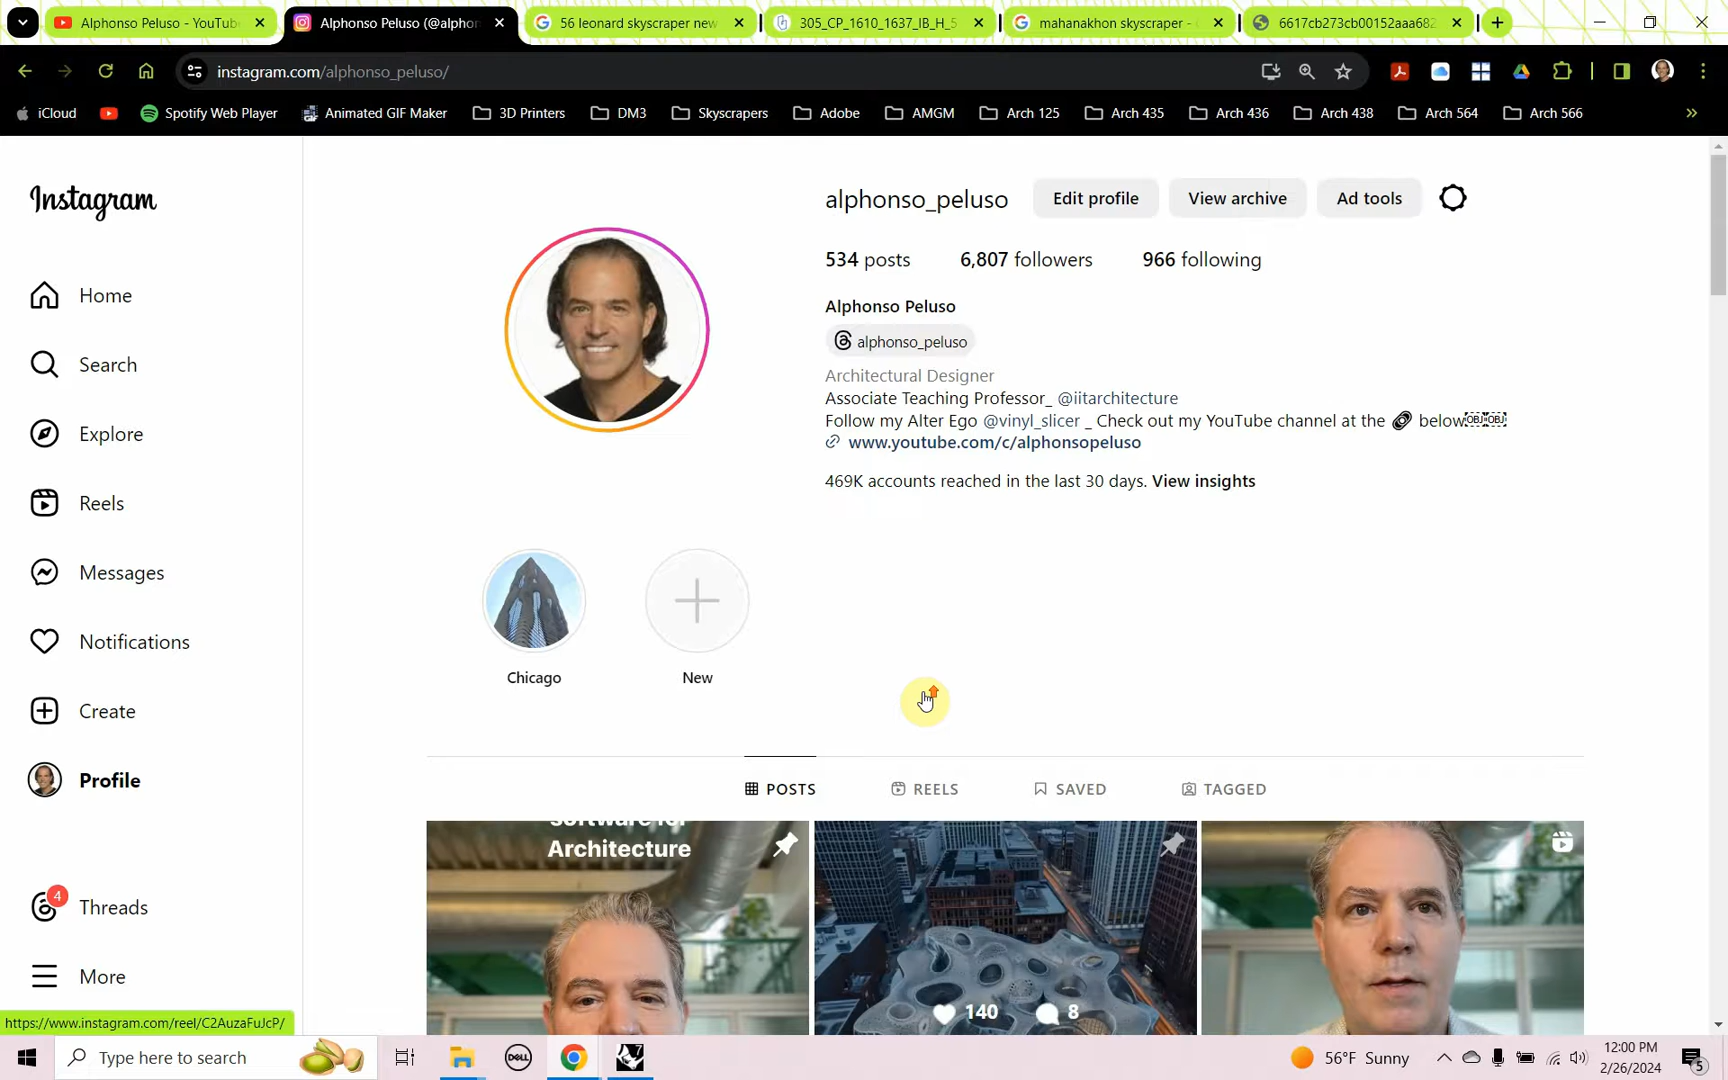 Alphonso Peluso - YouTube
Alphonso Peluso (@alphon
56 leonard skyscraper new
305_CP_1610_1637_IB_H_5
mahanakhon skyscraper -
6617cb273cb00152aaa682
instagram.com/alphonso_peluso/
iCloud
Spotify Web Player
Animated GIF Maker
3D Printers
DM3
Skyscrapers
Adobe
AMGM
Arch 125
Arch 435
Arch 436
Arch 438
Arch 564
Arch 566
»
Instagram
Home
Search
Explore
Reels
Messages
Notifications
Create
Profile
4
Threads
More
alphonso_peluso
Edit profile
View archive
Ad tools
534 posts
6,807 followers
966 following
Alphonso Peluso
alphonso_peluso
Architectural Designer
Associate Teaching Professor_ @iitarchitecture
Follow my Alter Ego @vinyl_slicer _ Check out my YouTube channel at the 🔗 below
www.youtube.com/c/alphonsopeluso
469K accounts reached in the last 30 days. View insights
Chicago
New
POSTS
REELS
SAVED
TAGGED
Software for
Architecture
140
8
https://www.instagram.com/reel/C2AuzaFuJcP/
Type here to search
DELL
7
56°F Sunny
12:00 PM
2/26/2024
5